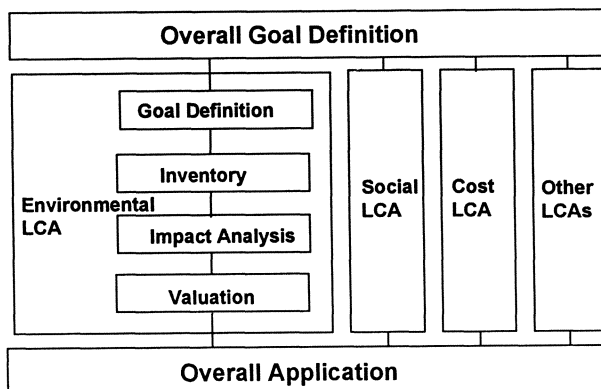 Overall Goal Definition
Goal Definition
Inventory
Environmental
LCA
Impact Analysis
Valuation
Social
LCA
Cost
LCA
Other
LCAs
Overall Application